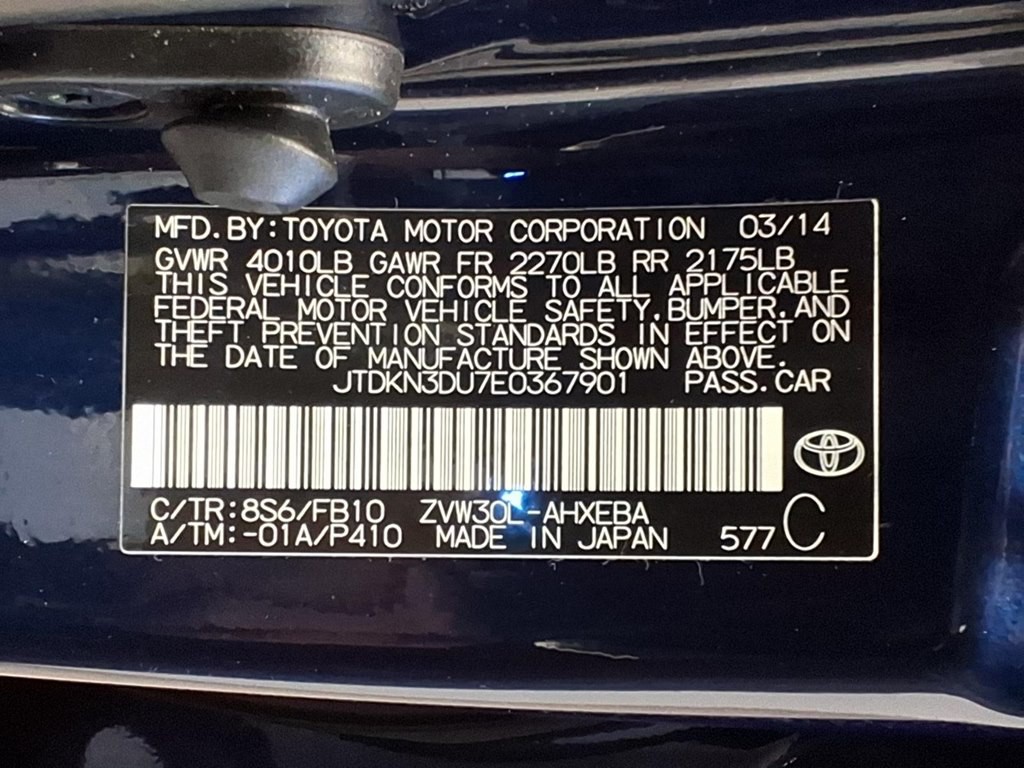 MFD.BY:TOYOTA MOTOR CORPORATION 03/14
GVWR 4010LB GAWR FR 2270LB RR 2175LB
THIS VEHICLE CONFORMS TO ALL APPLICABLE
FEDERAL MOTOR VEHICLE SAFETY,BUMPER,AND
THEFT PREVENTION STANDARDS IN EFFECT ON
THE DATE OF MANUFACTURE SHOWN ABOVE.
JTDKN3DU7E0367901 PASS.CAR
C/TR:8S6/FB10 ZVW30L-AHXEBA
A/TM:-01A/P410 MADE IN JAPAN 577 C